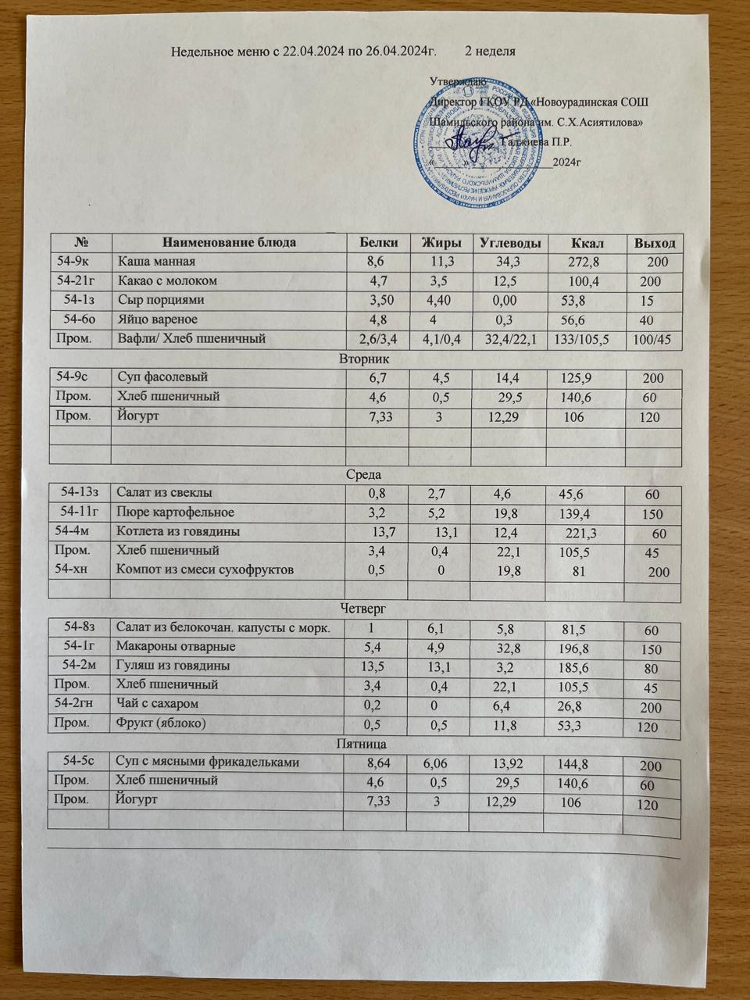 Недельное меню с 22.04.2024 по 26.04.2024г. 2 неделя
Утверждаю
Директор ГКОУ РД «Новоурадинская СОШ
Шамильского района им. С.Х.Асиятилова»
Гаджиева П.Р.
«____»_______________2024г
№ Наименование блюда Белки Жиры Углеводы Ккал Выход
54-9к Каша манная 8,6 11,3 34,3 272,8 200
54-21г Какао с молоком 4,7 3,5 12,5 100,4 200
54-1з Сыр порциями 3,50 4,40 0,00 53,8 15
54-6о Яйцо вареное 4,8 4 0,3 56,6 40
Пром. Вафли/ Хлеб пшеничный 2,6/3,4 4,1/0,4 32,4/22,1 133/105,5 100/45
Вторник
54-9с Суп фасолевый 6,7 4,5 14,4 125,9 200
Пром. Хлеб пшеничный 4,6 0,5 29,5 140,6 60
Пром. Йогурт 7,33 3 12,29 106 120
Среда
54-13з Салат из свеклы 0,8 2,7 4,6 45,6 60
54-11г Пюре картофельное 3,2 5,2 19,8 139,4 150
54-4м Котлета из говядины 13,7 13,1 12,4 221,3 60
Пром. Хлеб пшеничный 3,4 0,4 22,1 105,5 45
54-хн Компот из смеси сухофруктов 0,5 0 19,8 81 200
Четверг
54-8з Салат из белокочан. капусты с морк. 1 6,1 5,8 81,5 60
54-1г Макароны отварные 5,4 4,9 32,8 196,8 150
54-2м Гуляш из говядины 13,5 13,1 3,2 185,6 80
Пром. Хлеб пшеничный 3,4 0,4 22,1 105,5 45
54-2гн Чай с сахаром 0,2 0 6,4 26,8 200
Пром. Фрукт (яблоко) 0,5 0,5 11,8 53,3 120
Пятница
54-5с Суп с мясными фрикадельками 8,64 6,06 13,92 144,8 200
Пром. Хлеб пшеничный 4,6 0,5 29,5 140,6 60
Пром. Йогурт 7,33 3 12,29 106 120